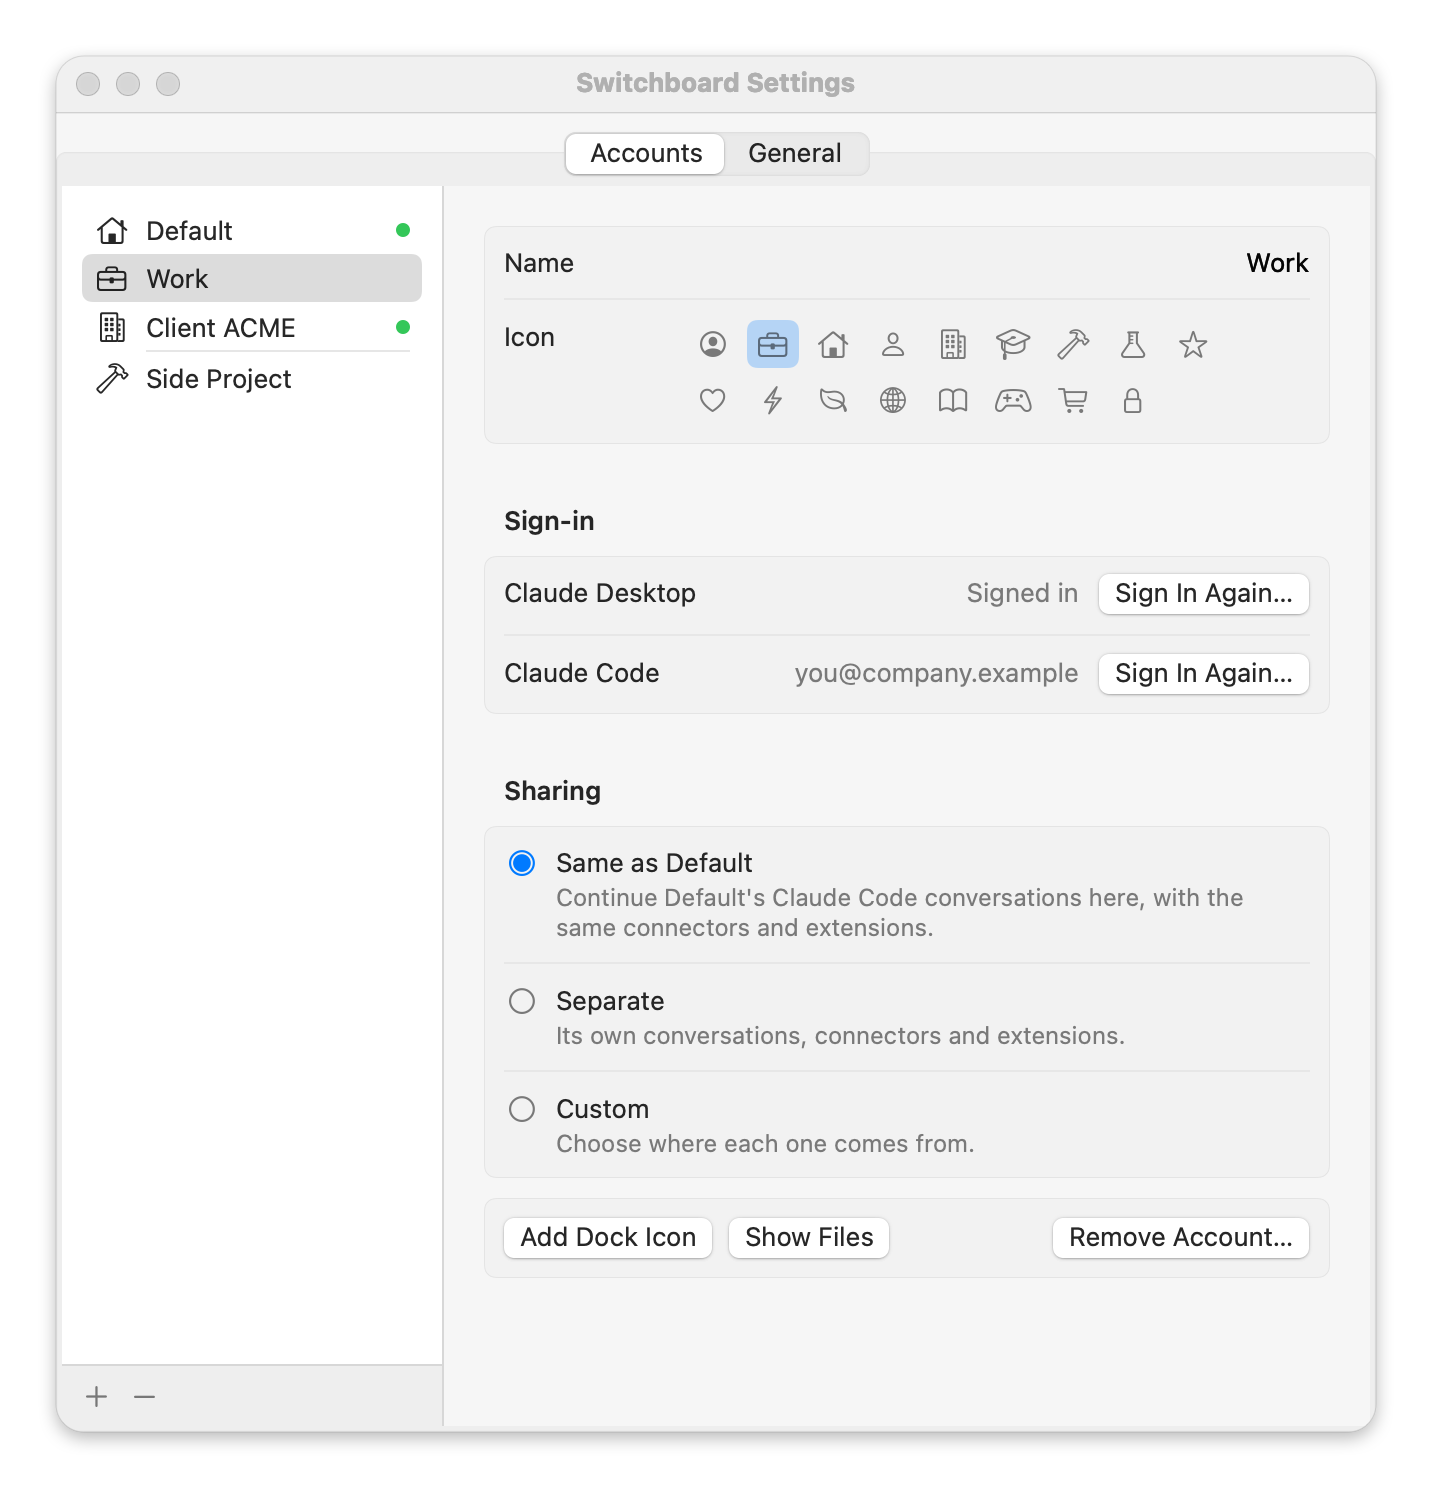 Switchboard Settings
Accounts
General
Default
Work
Client ACME
Side Project
Name
Work
Icon
Sign-in
Claude Desktop
Signed in
Sign In Again...
Claude Code
you@company.example
Sign In Again...
Sharing
Same as Default
Continue Default's Claude Code conversations here, with the
same connectors and extensions.
Separate
Its own conversations, connectors and extensions.
Custom
Choose where each one comes from.
Add Dock Icon
Show Files
Remove Account...